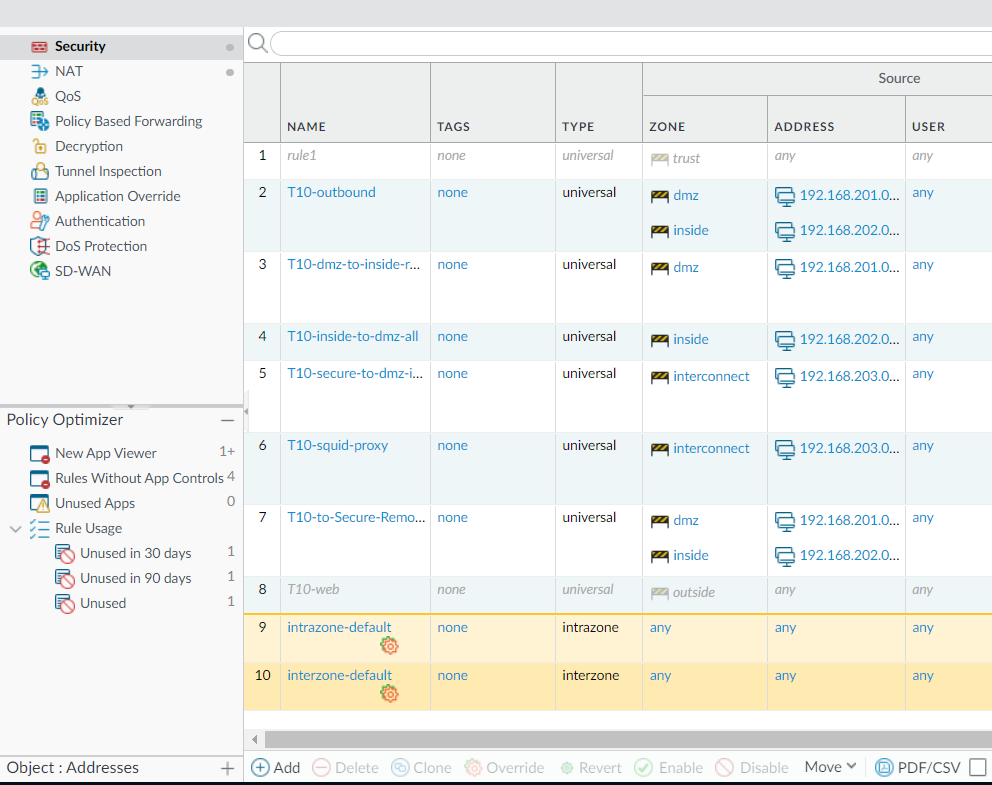 Security
NAT
QoS
Policy Based Forwarding
Decryption
Tunnel Inspection
Application Override
Authentication
DoS Protection
SD-WAN
Policy Optimizer
New App Viewer 1+
Rules Without App Controls 4
Unused Apps 0
Rule Usage
Unused in 30 days 1
Unused in 90 days 1
Unused 1
Object : Addresses
Source
NAME TAGS TYPE ZONE ADDRESS USER
1 rule1 none universal trust any any
2 T10-outbound none universal dmz 192.168.201.0... any
inside 192.168.202.0...
3 T10-dmz-to-inside-r... none universal dmz 192.168.201.0... any
4 T10-inside-to-dmz-all none universal inside 192.168.202.0... any
5 T10-secure-to-dmz-i... none universal interconnect 192.168.203.0... any
6 T10-squid-proxy none universal interconnect 192.168.203.0... any
7 T10-to-Secure-Remo... none universal dmz 192.168.201.0... any
inside 192.168.202.0...
8 T10-web none universal outside any any
9 intrazone-default none intrazone any any any
10 interzone-default none interzone any any any
Add Delete Clone Override Revert Enable Disable Move PDF/CSV